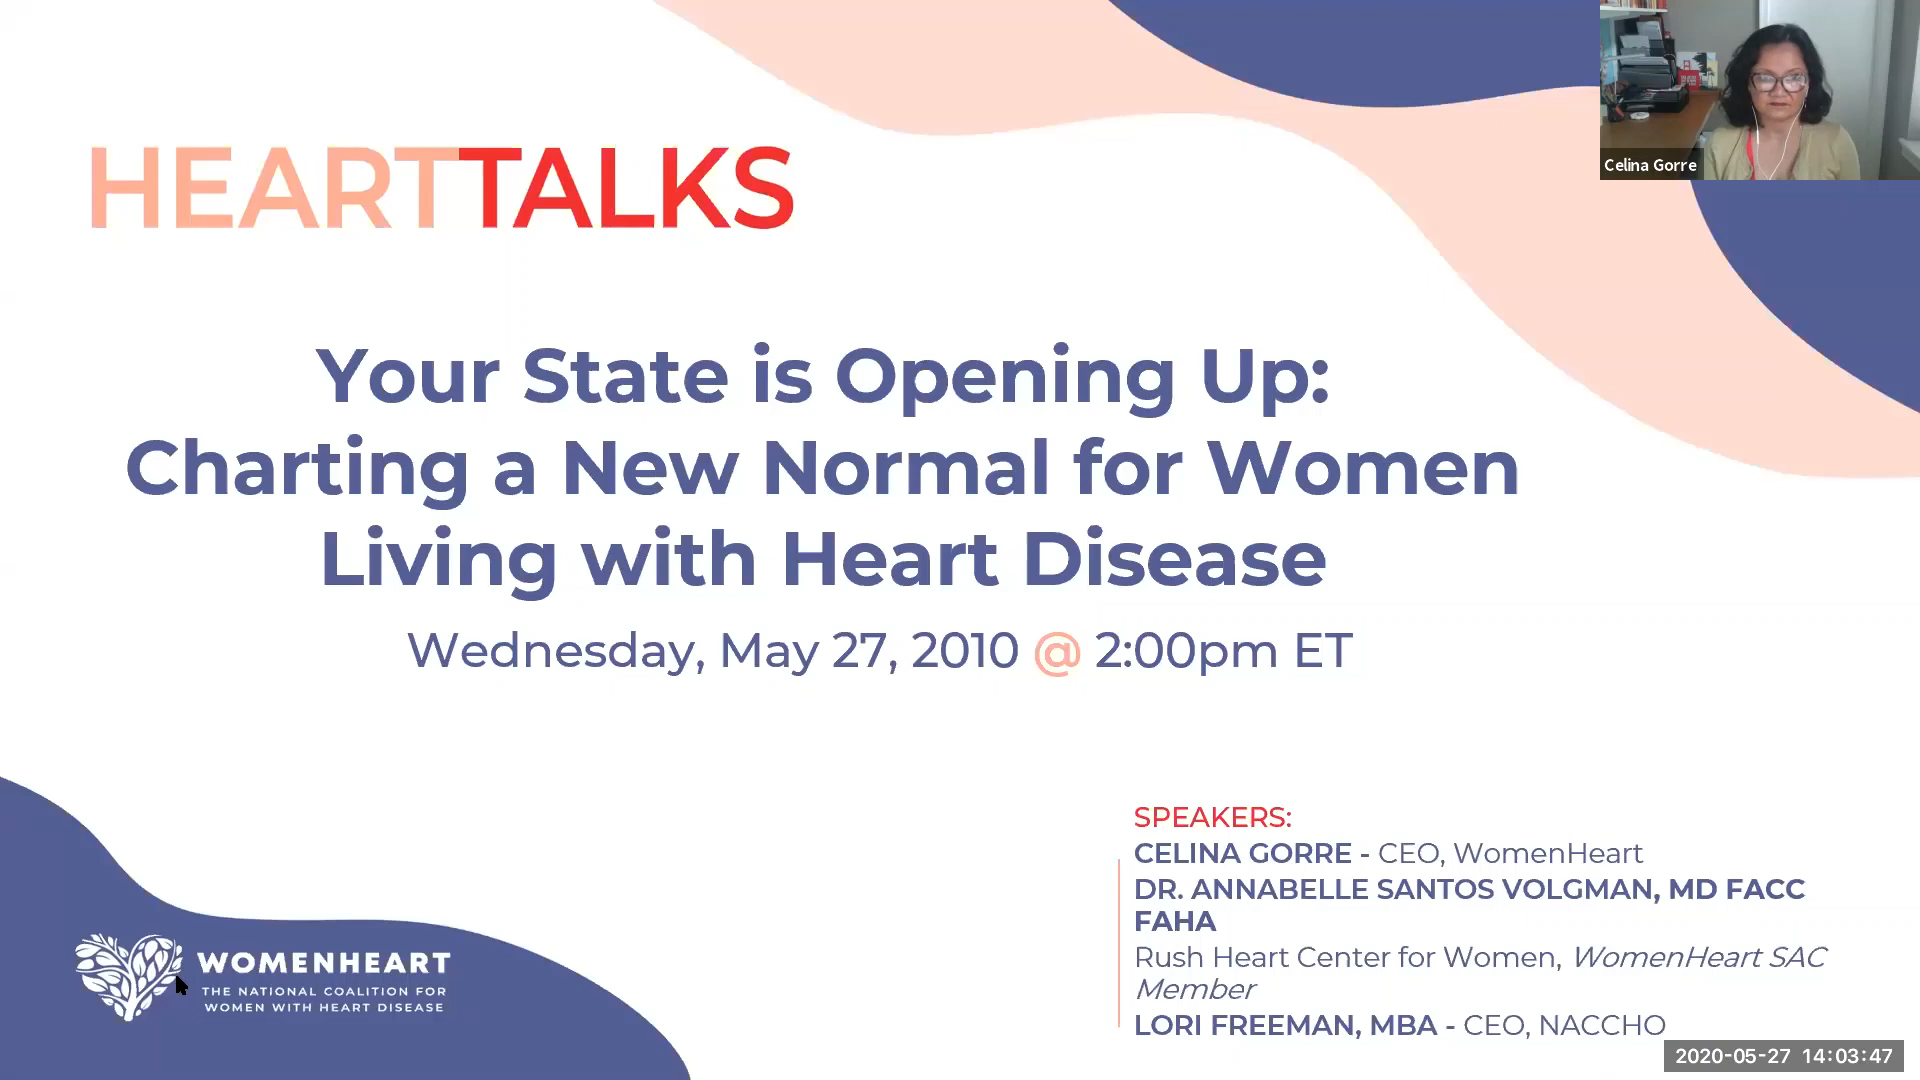 HEARTTALKS
Celina Gorre
Your State is Opening Up:
Charting a New Normal for Women
Living with Heart Disease
Wednesday, May 27, 2010 @ 2:00pm ET
SPEAKERS:
CELINA GORRE - CEO, WomenHeart
DR. ANNABELLE SANTOS VOLGMAN, MD FACC
FAHA
Rush Heart Center for Women, WomenHeart SAC
Member
LORI FREEMAN, MBA - CEO, NACCHO
WOMENHEART
THE NATIONAL COALITION FOR
WOMEN WITH HEART DISEASE
2020-05-27 14:03:47